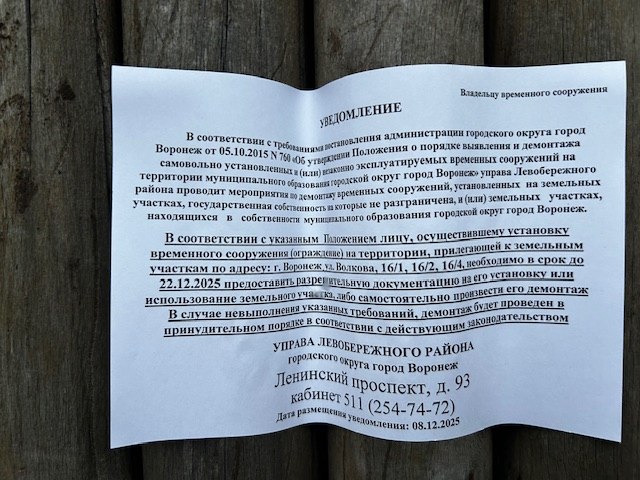 Владельцу временного сооружения
УВЕДОМЛЕНИЕ
В соответствии с требованиями постановления администрации городского округа город
Воронеж от 05.10.2015 N 760 «Об утверждении Положения о порядке выявления и демонтажа
самовольно установленных и (или) незаконно эксплуатируемых временных сооружений на
территории муниципального образования городской округ город Воронеж» управа Левобережного
района проводит мероприятия по демонтажу временных сооружений, установленных на земельных
участках, государственная собственность на которые не разграничена, и (или) земельных участках,
находящихся в собственности муниципального образования городской округ город Воронеж.
В соответствии с указанным Положением лицу, осуществившему установку
временного сооружения (ограждение) на территории, прилегающей к земельным
участкам по адресу: г. Воронеж ул. Волкова, 16/1, 16/2, 16/4, необходимо в срок до
22.12.2025 предоставить разрешительную документацию на его установку или
использование земельного участка, либо самостоятельно произвести его демонтаж
В случае невыполнения указанных требований, демонтаж будет проведен в
принудительном порядке в соответствии с действующим законодательством
УПРАВА ЛЕВОБЕРЕЖНОГО РАЙОНА
городского округа город Воронеж
Ленинский проспект, д. 93
кабинет 511 (254-74-72)
Дата размещения уведомления: 08.12.2025